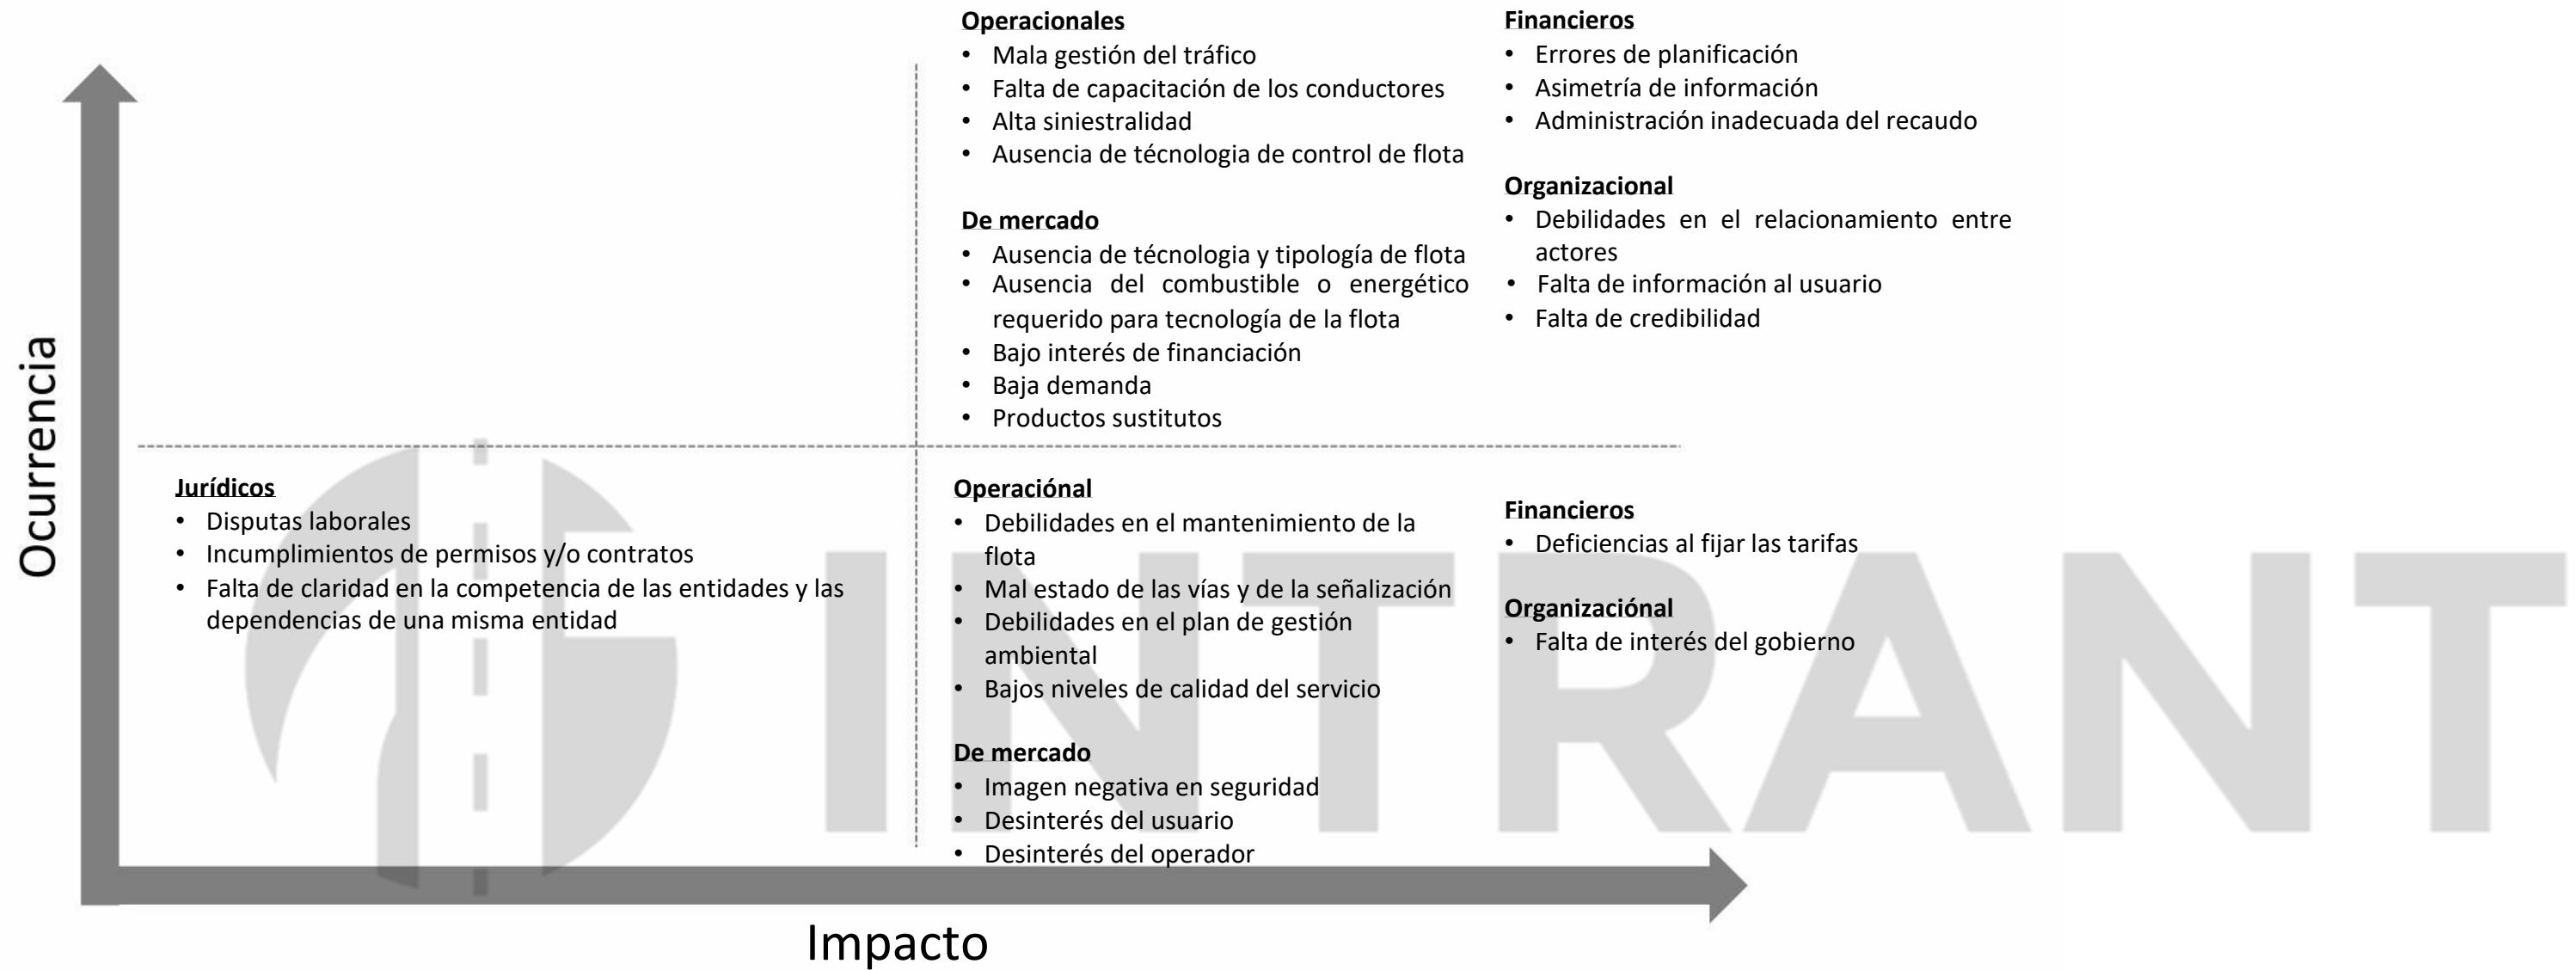 Operacionales
• Mala gestión del tráfico
• Falta de capacitación de los conductores
• Alta siniestralidad
• Ausencia de técnologia de control de flota
De mercado
• Ausencia de técnologia y tipología de flota
• Ausencia del combustible o energético
requerido para tecnología de la flota
• Bajo interés de financiación
• Baja demanda
• Productos sustitutos
Financieros
• Errores de planificación
• Asimetría de información
• Administración inadecuada del recaudo
Organizacional
• Debilidades en el relacionamiento entre
actores
• Falta de información al usuario
• Falta de credibilidad
Ocurrencia
Jurídicos
• Disputas laborales
• Incumplimientos de permisos y/o contratos
• Falta de claridad en la competencia de las entidades y las
dependencias de una misma entidad
Operaciónal
• Debilidades en el mantenimiento de la
flota
• Mal estado de las vías y de la señalización
• Debilidades en el plan de gestión
ambiental
• Bajos niveles de calidad del servicio
De mercado
• Imagen negativa en seguridad
• Desinterés del usuario
• Desinterés del operador
Financieros
• Deficiencias al fijar las tarifas
Organizaciónal
• Falta de interés del gobierno
INTRANT
Impacto